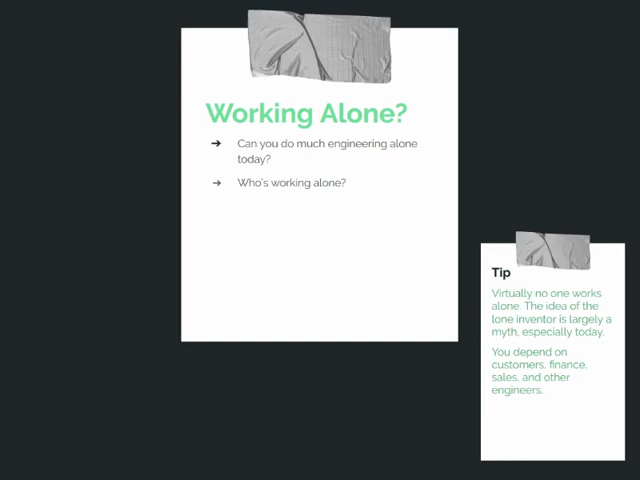 Working Alone?
➔ Can you do much engineering alone
today?
➔ Who's working alone?
Tip
Virtually no one works
alone. The idea of the
lone inventor is largely a
myth, especially today.
You depend on
customers, finance,
sales, and other
engineers.